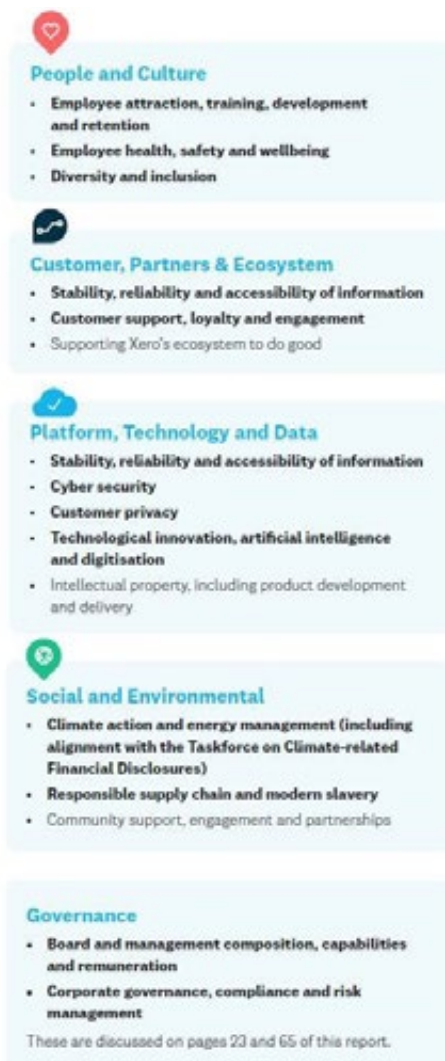 People and Culture
• Employee attraction, training, development
and retention
• Employee health, safety and wellbeing
• Diversity and inclusion
Customer, Partners & Ecosystem
• Stability, reliability and accessibility of information
• Customer support, loyalty and engagement
• Supporting Xero's ecosystem to do good
Platform, Technology and Data
• Stability, reliability and accessibility of information
• Cyber security
• Customer privacy
• Technological innovation, artificial intelligence
and digitisation
• Intellectual property, including product development
and delivery
Social and Environmental
• Climate action and energy management (including
alignment with the Taskforce on Climate-related
Financial Disclosures)
• Responsible supply chain and modern slavery
• Community support, engagement and partnerships
Governance
• Board and management composition, capabilities
and remuneration
• Corporate governance, compliance and risk
management
These are discussed on pages 23 and 65 of this report.